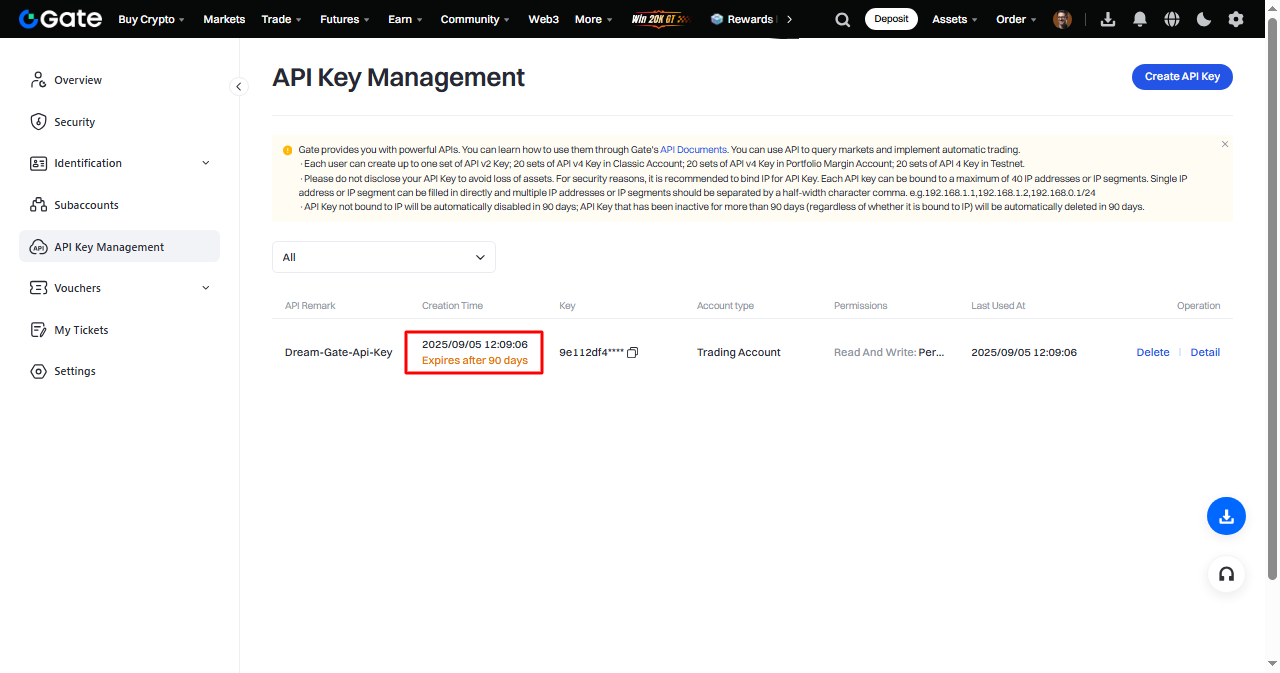 Gate Buy Crypto Markets Trade Futures Earn Community Web3 More WIN 20K GT Rewards Deposit Assets Order
Overview
Security
Identification
Subaccounts
API Key Management
Vouchers
My Tickets
Settings
API Key Management
Create API Key
Gate provides you with powerful APIs. You can learn how to use them through Gate's API Documents. You can use API to query markets and implement automatic trading.
· Each user can create up to one set of API v2 Key; 20 sets of API v4 Key in Classic Account; 20 sets of API v4 Key in Portfolio Margin Account; 20 sets of API 4 Key in Testnet.
· Please do not disclose your API Key to avoid loss of assets. For security reasons, it is recommended to bind IP for API Key. Each API key can be bound to a maximum of 40 IP addresses or IP segments. Single IP
address or IP segment can be filled in directly and multiple IP addresses or IP segments should be separated by a half-width character comma. e.g.192.168.1.1,192.168.1.2,192.168.0.1/24
· API Key not bound to IP will be automatically disabled in 90 days; API Key that has been inactive for more than 90 days (regardless of whether it is bound to IP) will be automatically deleted in 90 days.
All
API Remark Creation Time Key Account type Permissions Last Used At Operation
Dream-Gate-Api-Key 2025/09/05 12:09:06 9e112df4**** Trading Account Read And Write: Per... 2025/09/05 12:09:06 Delete Detail
Expires after 90 days